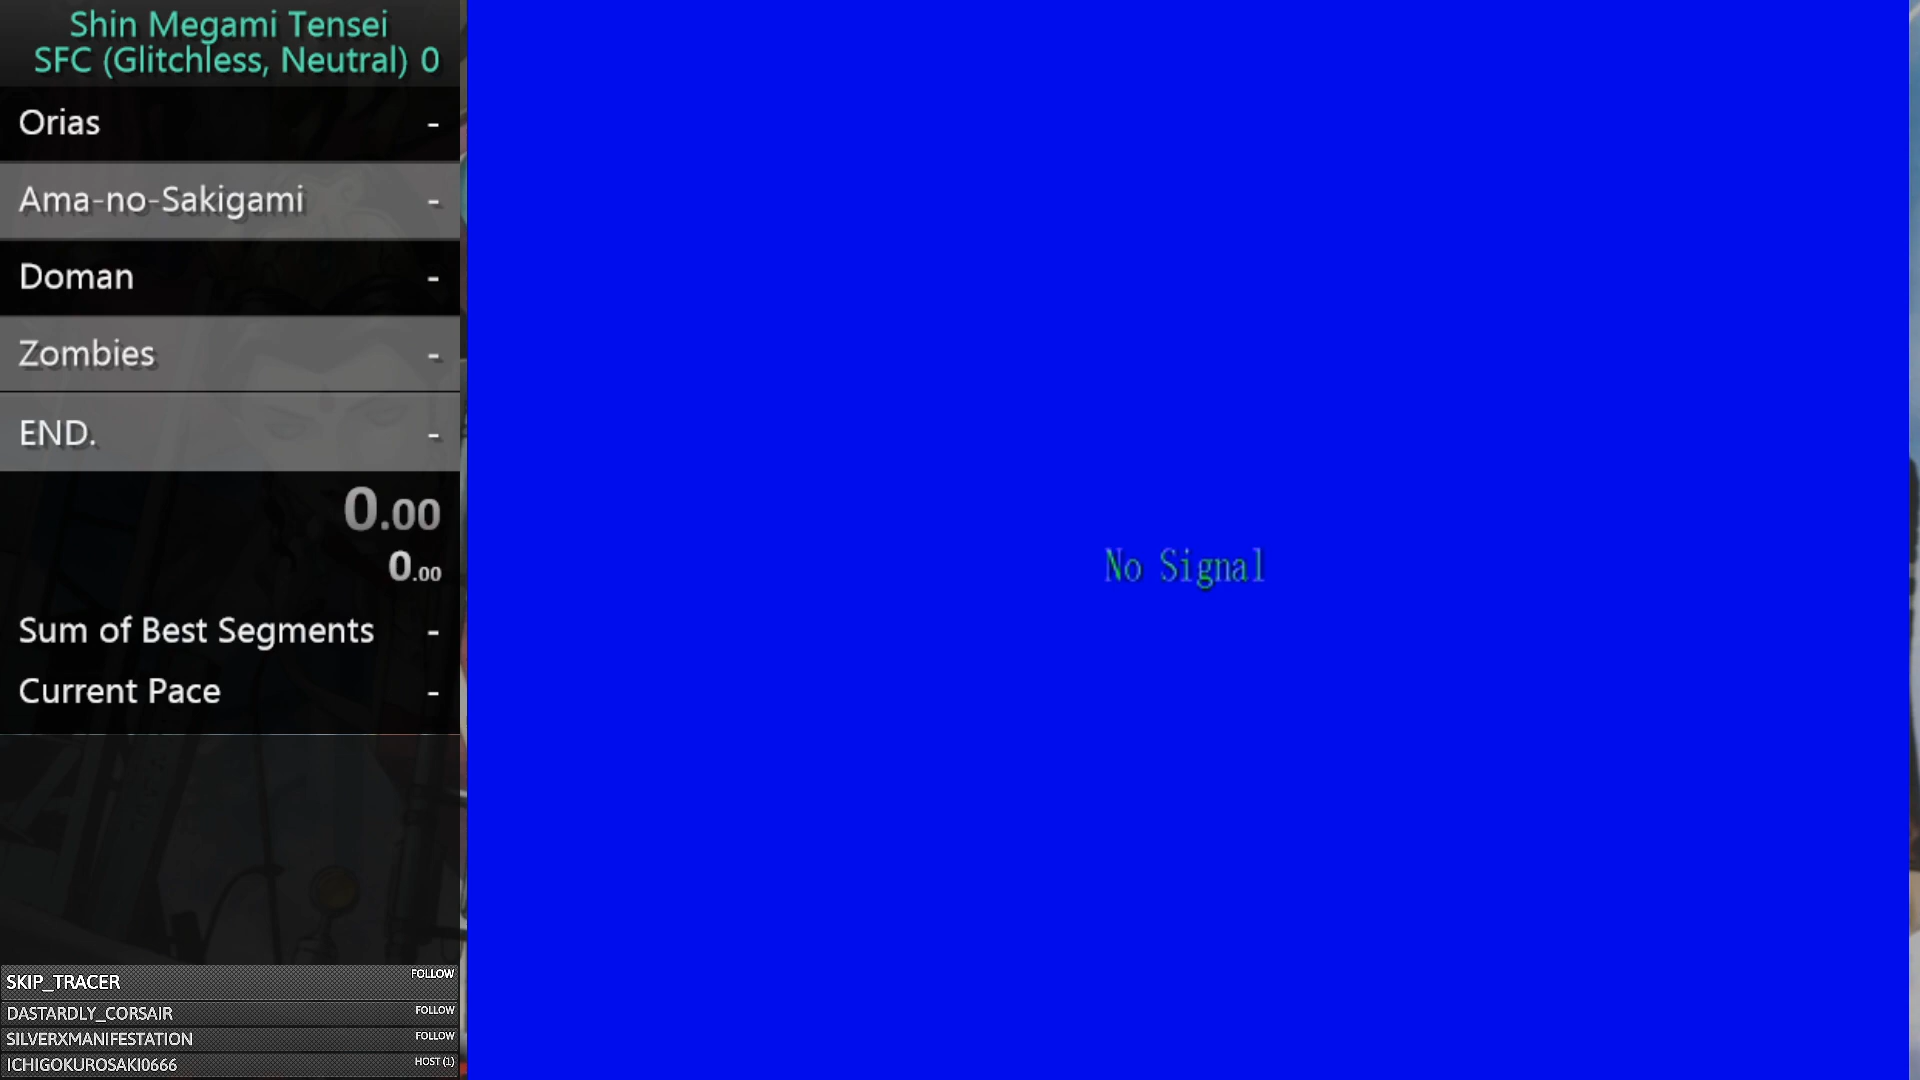 Shin Megami Tensei
SFC (Glitchless, Neutral) 0
Orias -
Ama-no-Sakigami -
Doman -
Zombies -
END. -
0.00
0.00
Sum of Best Segments -
Current Pace -
No Signal
SKIP_TRACER FOLLOW
DASTARDLY_CORSAIR FOLLOW
SILVERXMANIFESTATION FOLLOW
ICHIGOKUROSAKI0666 HOST (1)